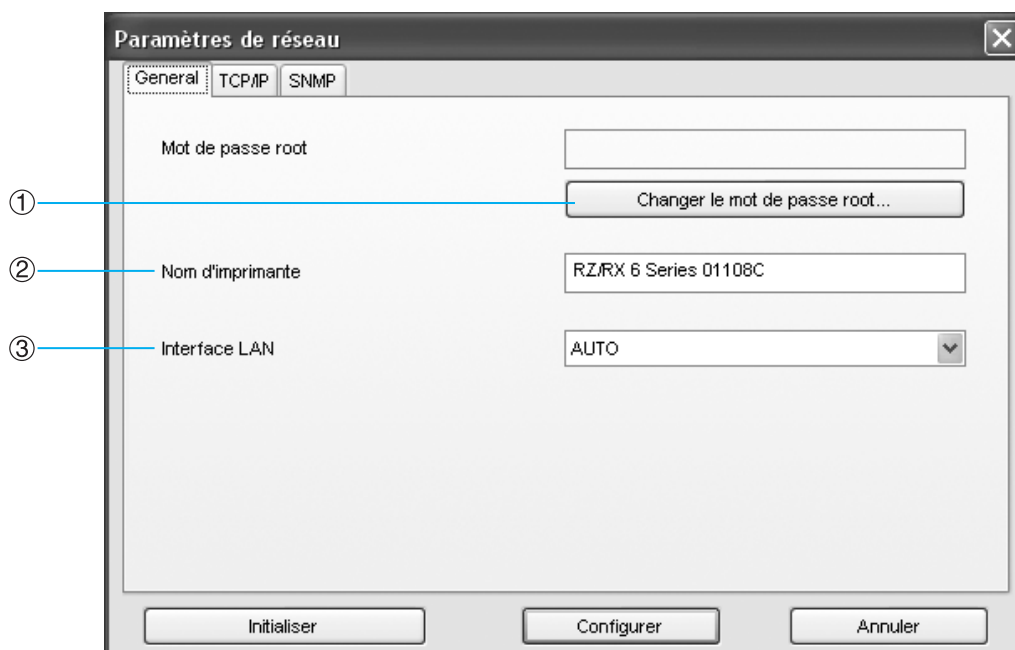 Paramètres de réseau
General TCP/IP SNMP
Mot de passe root
① Changer le mot de passe root...
② Nom d'imprimante RZ/RX 6 Series 01108C
③ Interface LAN AUTO
Initialiser Configurer Annuler